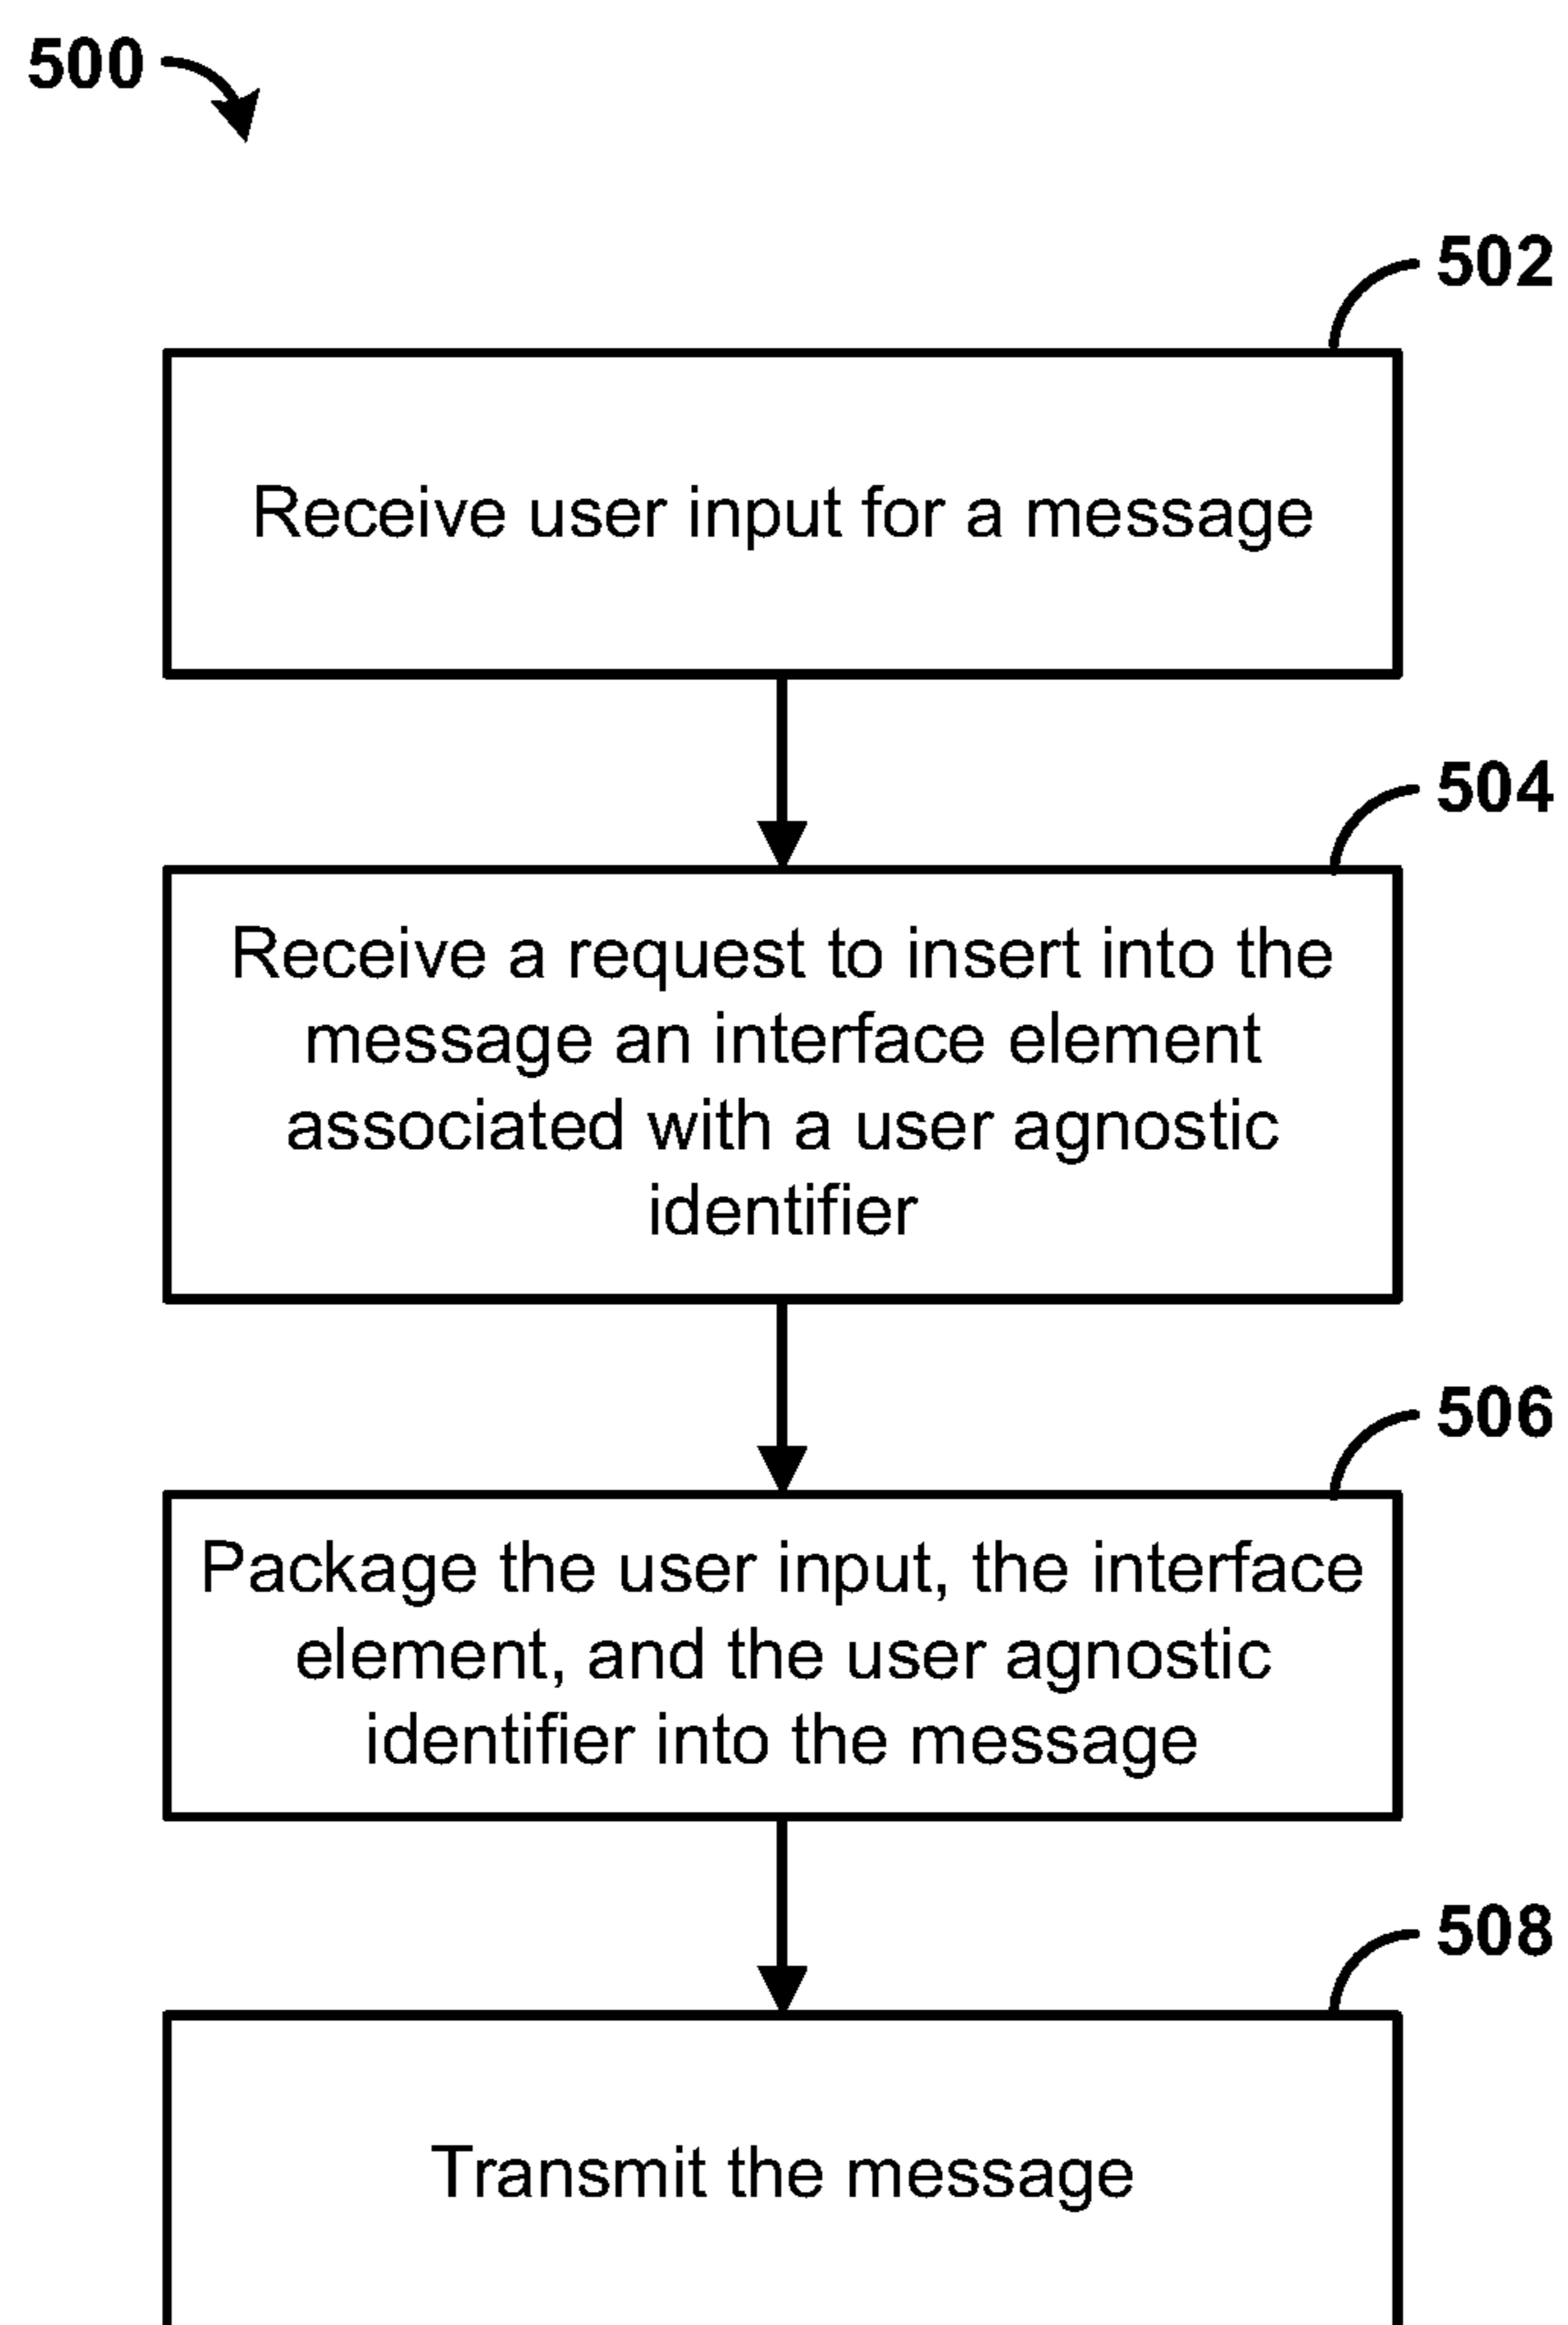 500
502
Receive user input for a message
504
Receive a request to insert into the
message an interface element
associated with a user agnostic
identifier
506
Package the user input, the interface
element, and the user agnostic
identifier into the message
508
Transmit the message